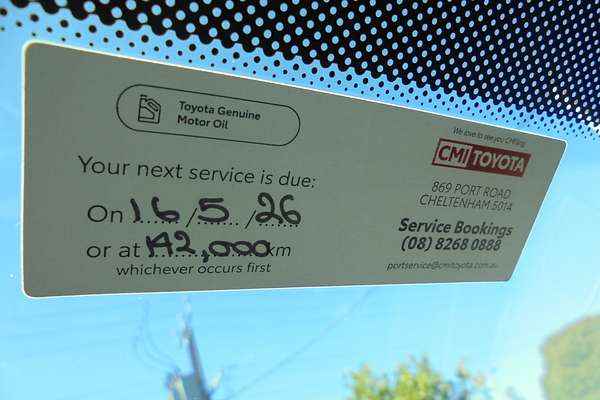 Toyota Genuine
Motor Oil
Your next service is due:
On 16/5/26
or at 142,000km
whichever occurs first
We love to see you CMIing
CMI TOYOTA
869 PORT ROAD
CHELTENHAM 5014
Service Bookings
(08) 8268 0888
portservice@cmitoyota.com.au